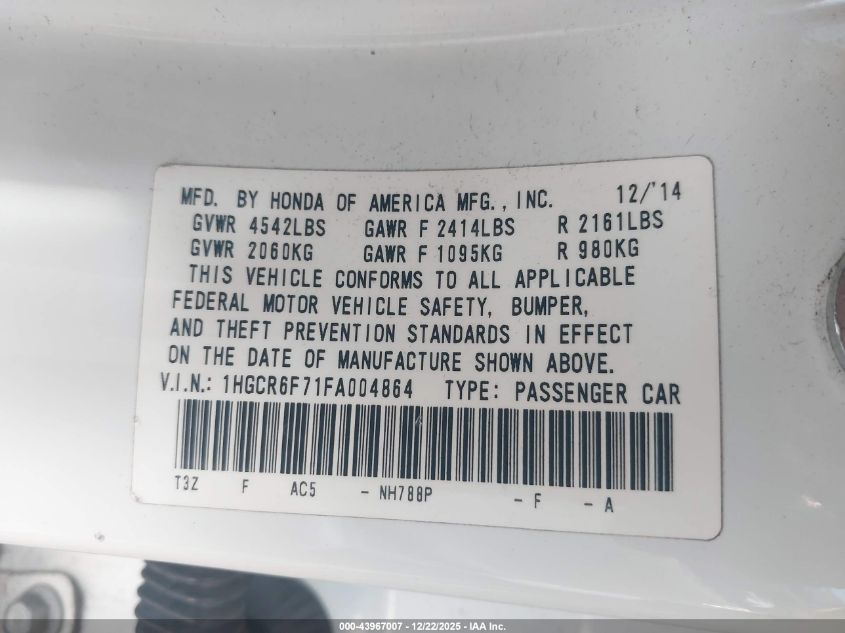 MFD. BY HONDA OF AMERICA MFG., INC. 12/'14
GVWR 4542LBS GAWR F 2414LBS R 2161LBS
GVWR 2060KG GAWR F 1095KG R 980KG
THIS VEHICLE CONFORMS TO ALL APPLICABLE
FEDERAL MOTOR VEHICLE SAFETY, BUMPER,
AND THEFT PREVENTION STANDARDS IN EFFECT
ON THE DATE OF MANUFACTURE SHOWN ABOVE.
V.I.N.: 1HGCR6F71FA004864 TYPE: PASSENGER CAR
T3Z F AC5 - NH788P - F - A
000-43967007 - 12/22/2025 - IAA Inc.